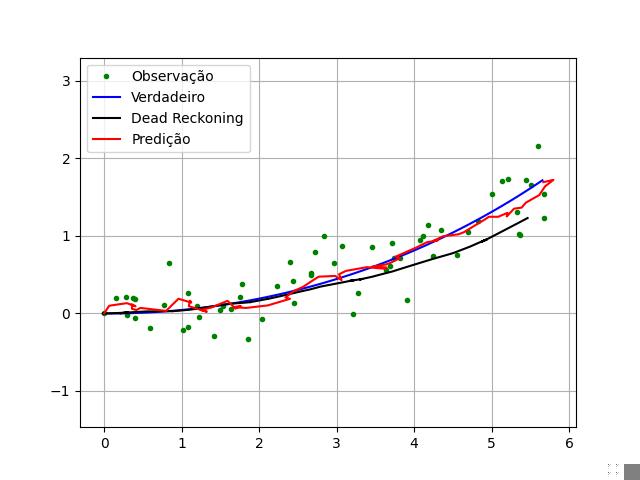 Observação
Verdadeiro
Dead Reckoning
Predição
3
2
1
0
−1
0 1 2 3 4 5 6